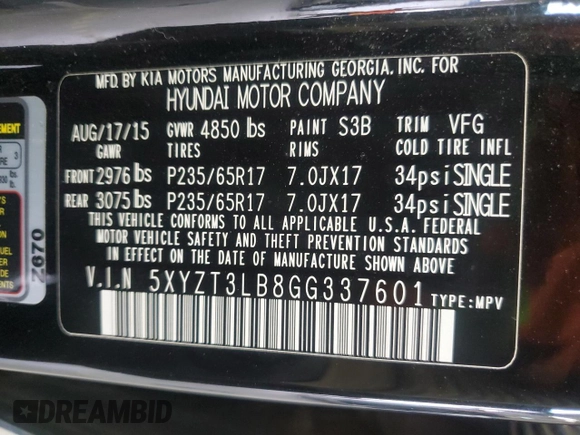 MFD. BY KIA MOTORS MANUFACTURING GEORGIA, INC. FOR
HYUNDAI MOTOR COMPANY
AUG/17/15 GVWR 4850 lbs PAINT S3B TRIM VFG
GAWR TIRES RIMS COLD TIRE INFL
FRONT 2976 lbs P235/65R17 7.0JX17 34psi SINGLE
REAR 3075 lbs P235/65R17 7.0JX17 34psi SINGLE
THIS VEHICLE CONFORMS TO ALL APPLICABLE U.S.A. FEDERAL
MOTOR VEHICLE SAFETY AND THEFT PREVENTION STANDARDS
IN EFFECT ON THE DATE OF MANUFACTURE SHOWN ABOVE.
V.I.N 5XYZT3LB8GG337601 TYPE: MPV
2670
DREAMBID